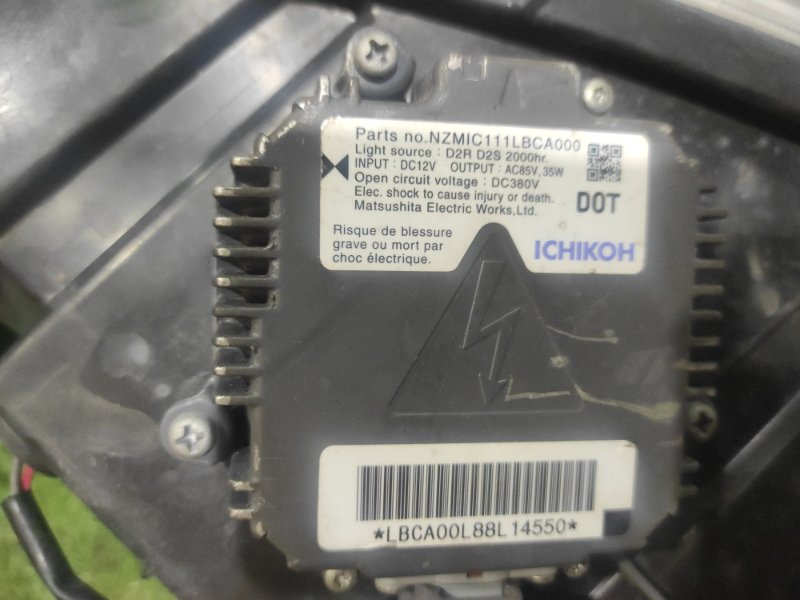 Parts no.NZMIC111LBCA000
Light source : D2R D2S 2000hr.
INPUT : DC12V OUTPUT : AC85V, 35W
Open circuit voltage : DC380V
Elec. shock to cause injury or death.
Matsushita Electric Works,Ltd.
DOT
Risque de blessure
grave ou mort par
choc électrique.
ICHIKOH
*LBCA00L88L14550*